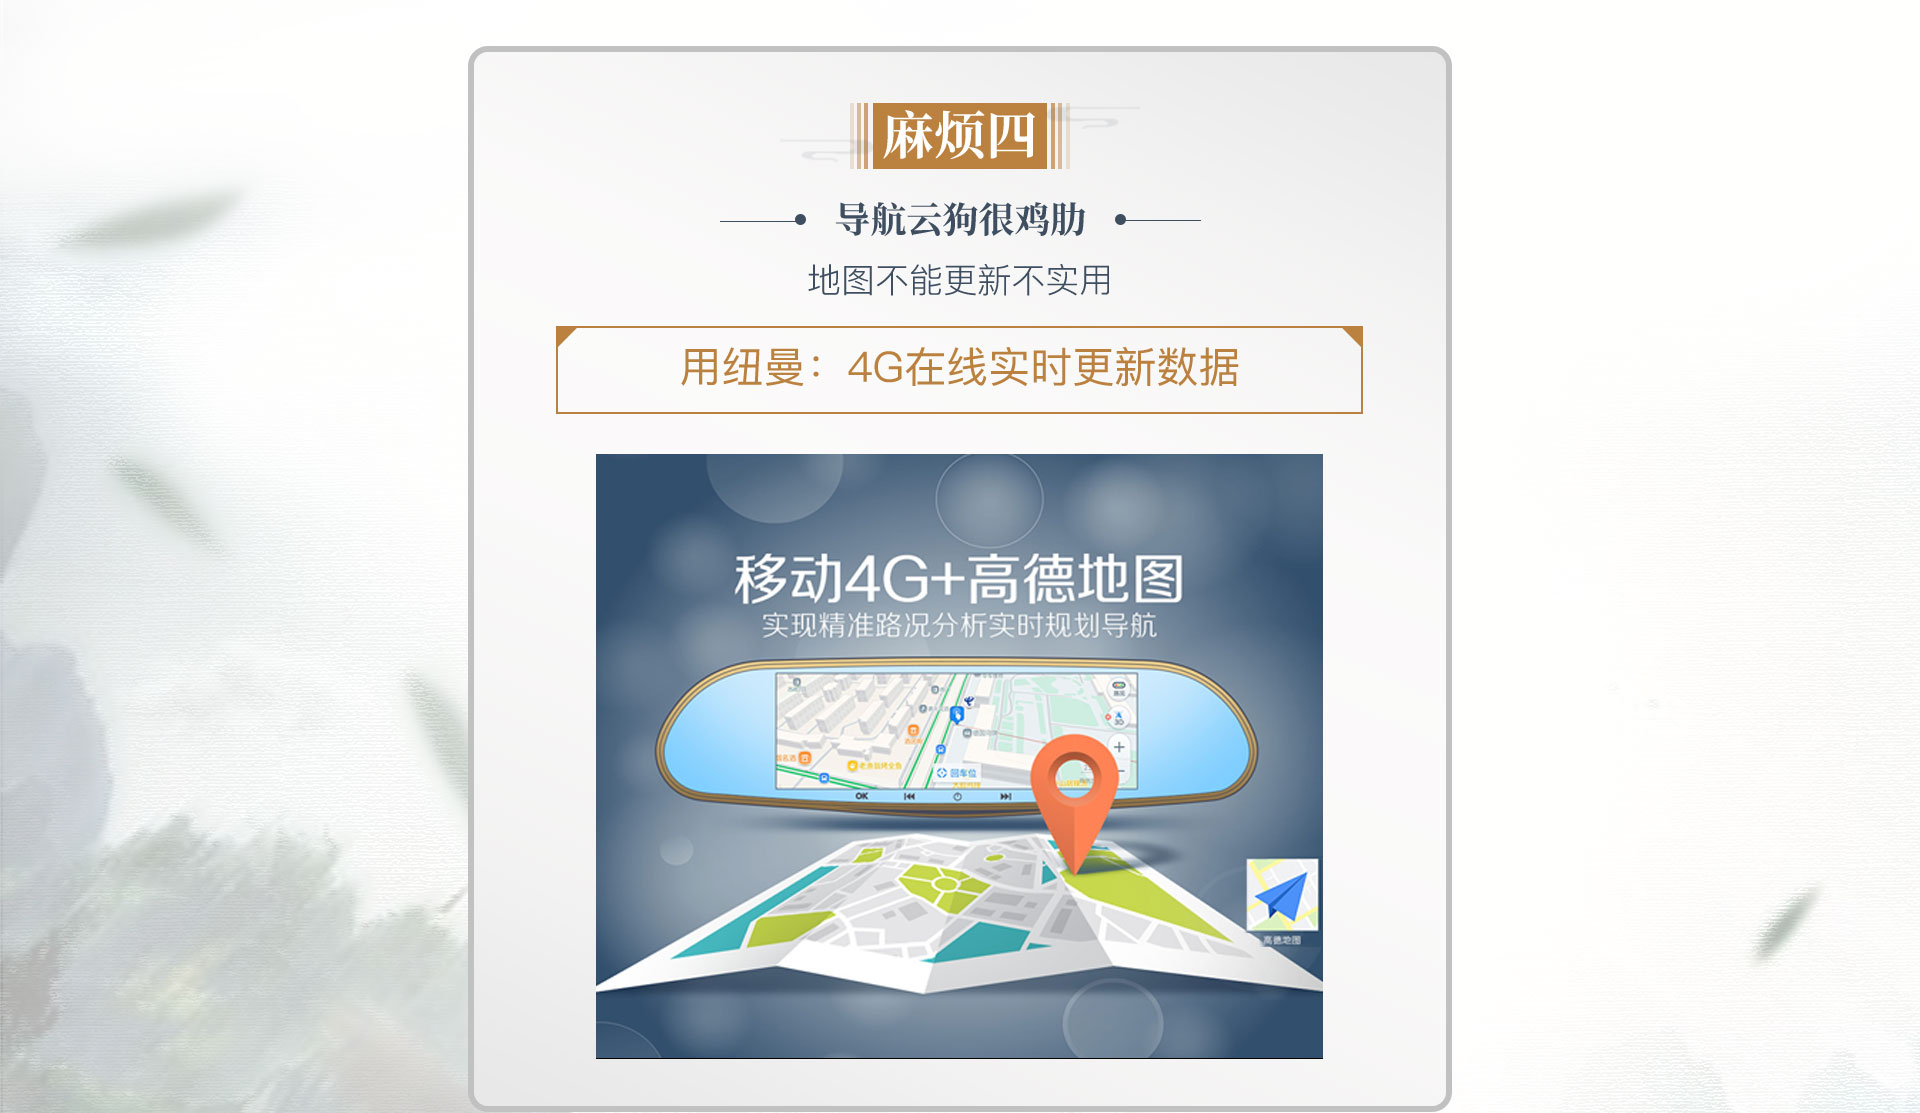 麻烦四
导航云狗很鸡肋
地图不能更新不实用
用纽曼：4G在线实时更新数据
移动4G+高德地图
实现精准路况分析实时规划导航
3D
回车位
OK
高德地图